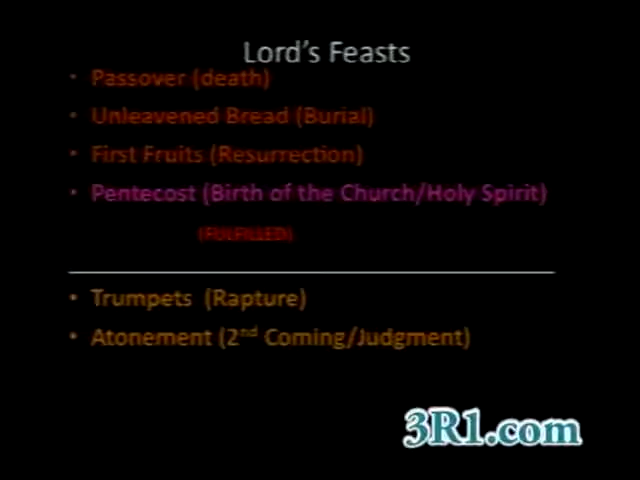 Lord's Feasts
• Passover (death)
• Unleavened Bread (Burial)
• First Fruits (Resurrection)
• Pentecost (Birth of the Church/Holy Spirit)
(FULFILLED)
• Trumpets (Rapture)
• Atonement (2nd Coming/Judgment)
3R1.com